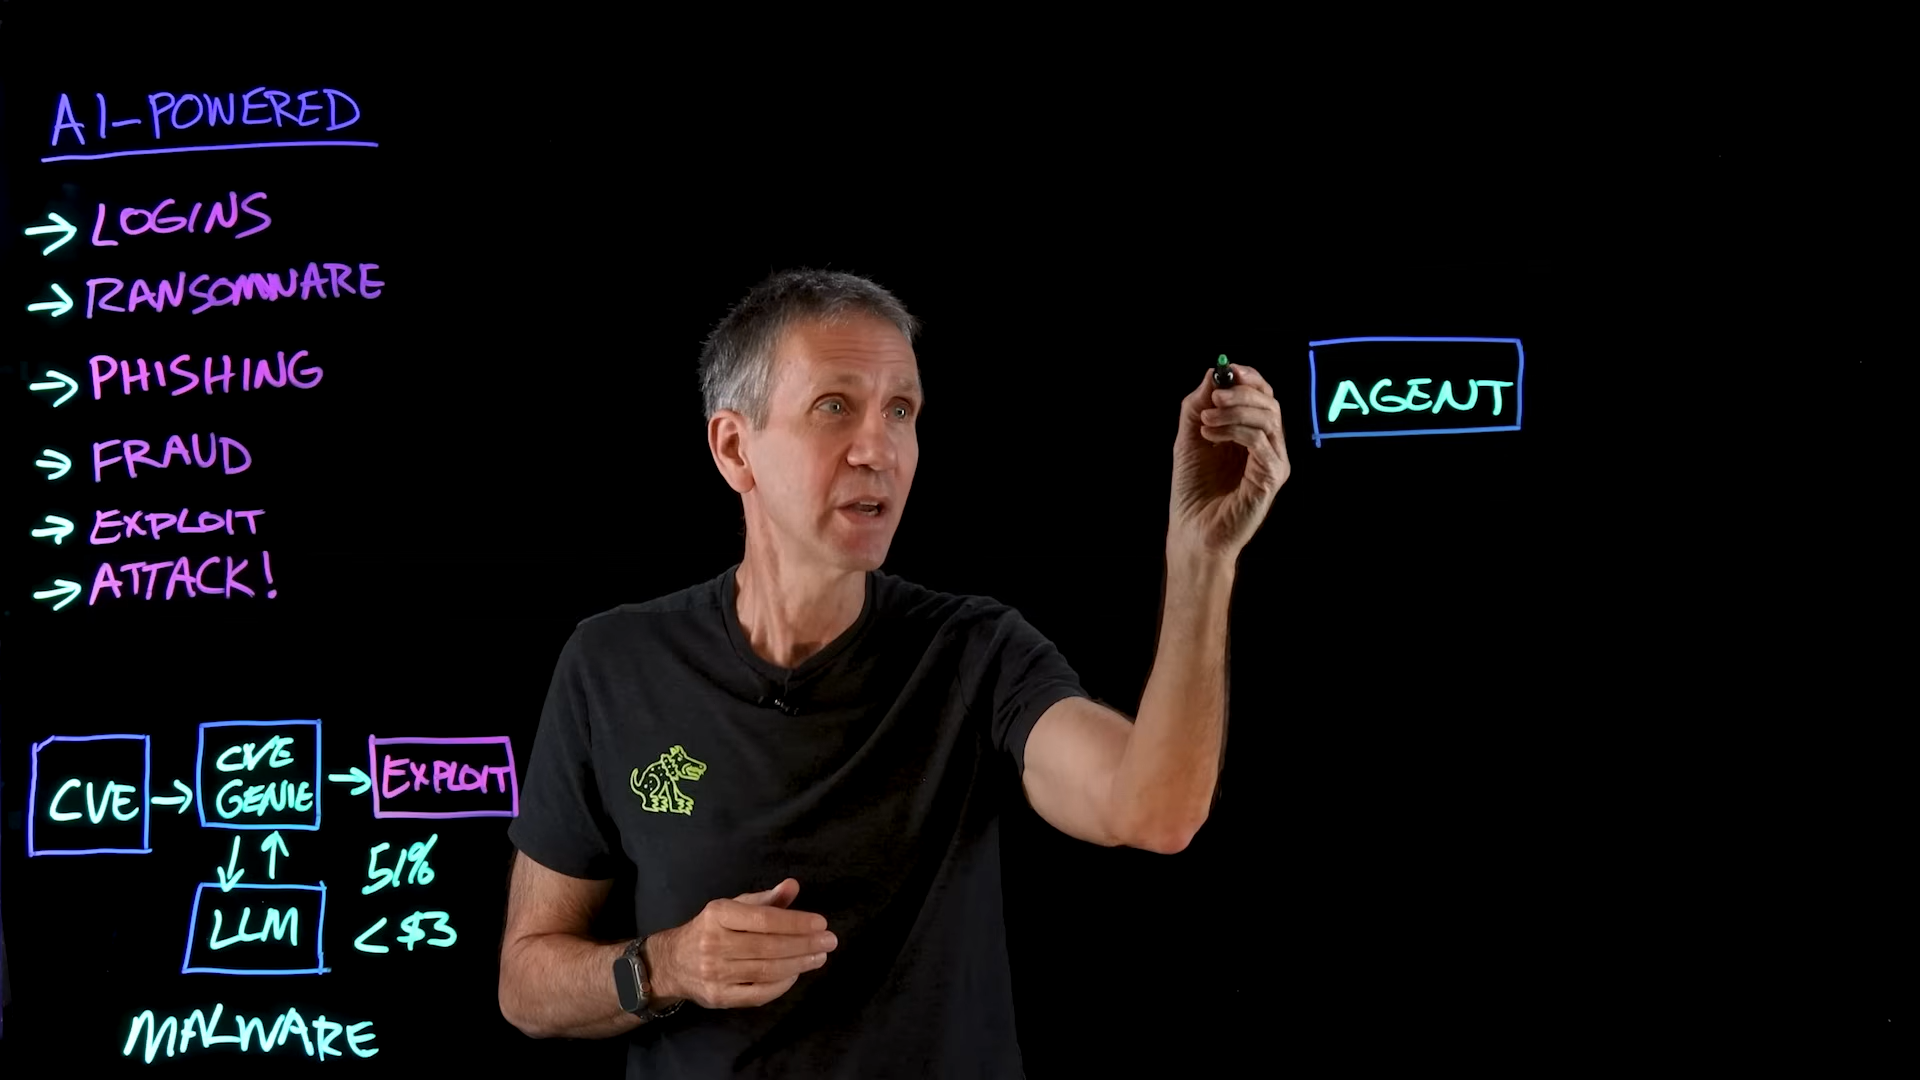 AI-POWERED
→ LOGINS
→ RANSOMWARE
→ PHISHING
→ FRAUD
→ EXPLOIT
→ ATTACK!
CVE → CVE GENIE → EXPLOIT
↓ ↑
LLM
51%
< $3
MALWARE
AGENT